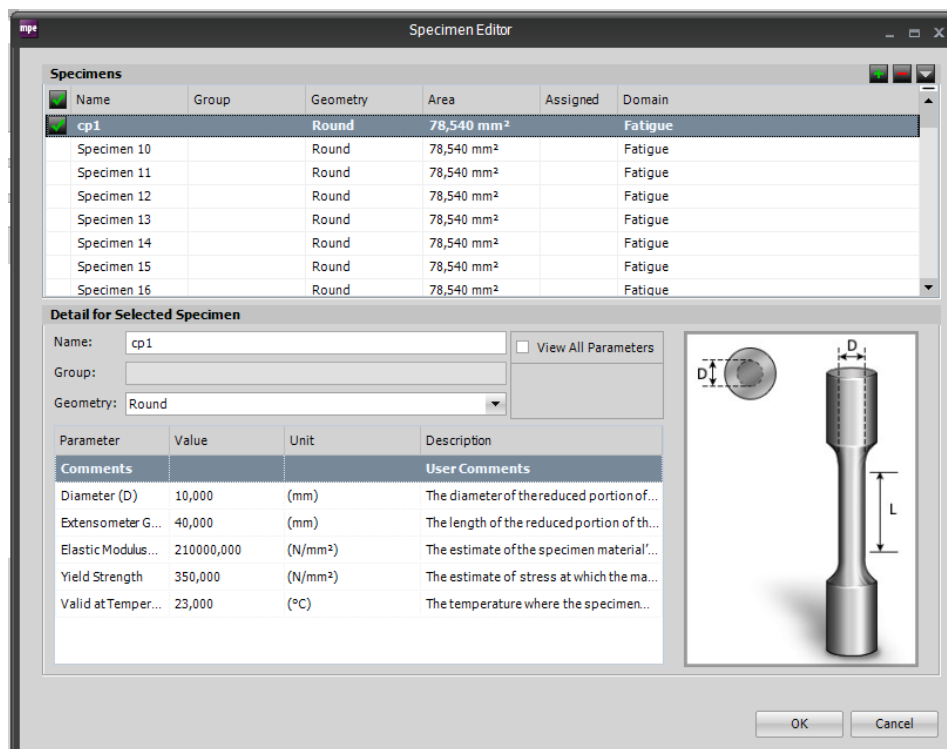 mpe Specimen Editor
Specimens
Name Group Geometry Area Assigned Domain
cp1 Round 78,540 mm² Fatigue
Specimen 10 Round 78,540 mm² Fatigue
Specimen 11 Round 78,540 mm² Fatigue
Specimen 12 Round 78,540 mm² Fatigue
Specimen 13 Round 78,540 mm² Fatigue
Specimen 14 Round 78,540 mm² Fatigue
Specimen 15 Round 78,540 mm² Fatigue
Specimen 16 Round 78,540 mm² Fatigue
Detail for Selected Specimen
Name: cp1 View All Parameters
Group:
Geometry: Round
D D
L
Parameter Value Unit Description
Comments User Comments
Diameter (D) 10,000 (mm) The diameter of the reduced portion of...
Extensometer G... 40,000 (mm) The length of the reduced portion of th...
Elastic Modulus... 210000,000 (N/mm²) The estimate of the specimen material'...
Yield Strength 350,000 (N/mm²) The estimate of stress at which the ma...
Valid at Temper... 23,000 (°C) The temperature where the specimen...
OK Cancel